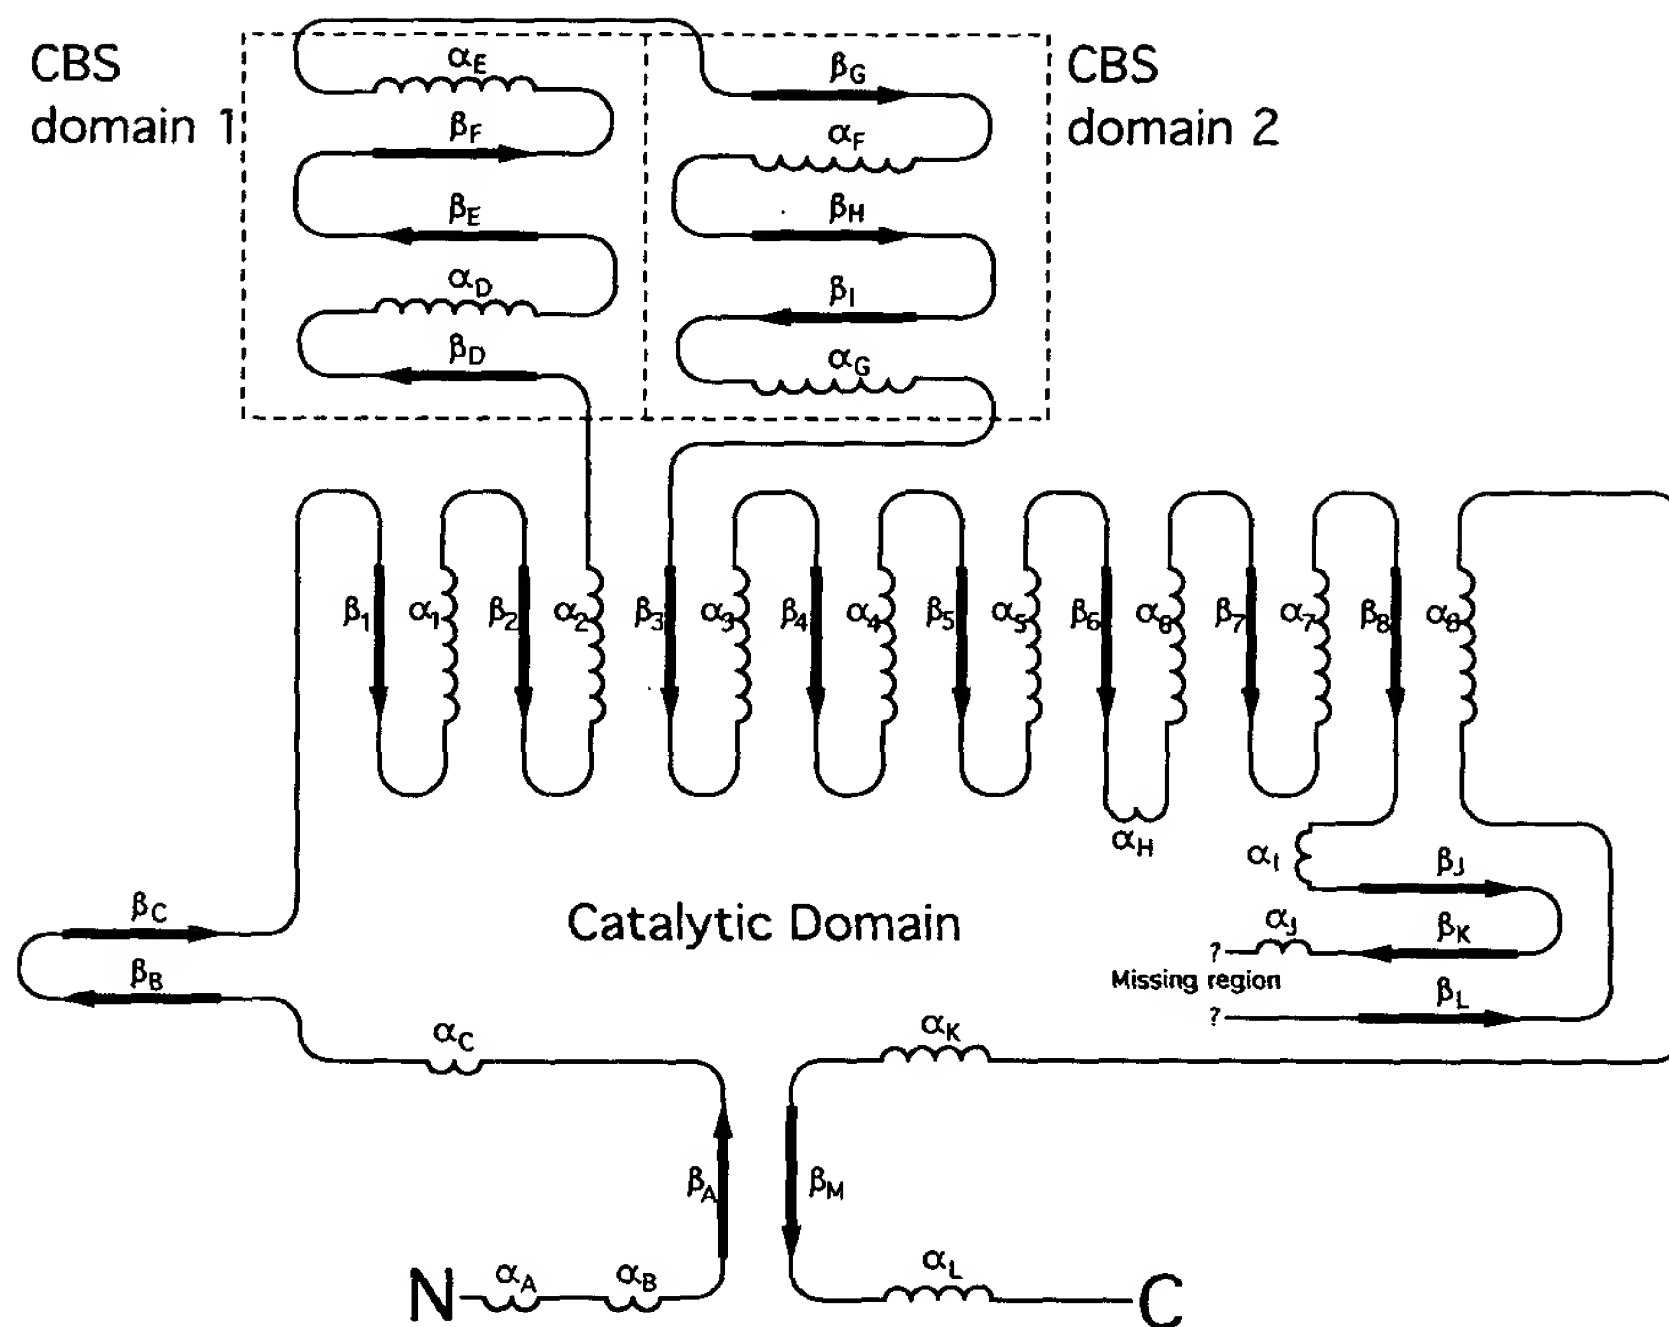 CBS
domain 1
αE
βF
βE
αD
βD
βG
αF
βH
βI
αG
CBS
domain 2
β1 α1 β2 α2 β3 α3 β4 α4 β5 α5 β6 α6 β7 α7 β8 α8
αH
αI
βJ
βC
Catalytic Domain
αJ
βK
?
Missing region
βB
βL
?
αC
αK
βA
βM
N
αA
αB
αL
C